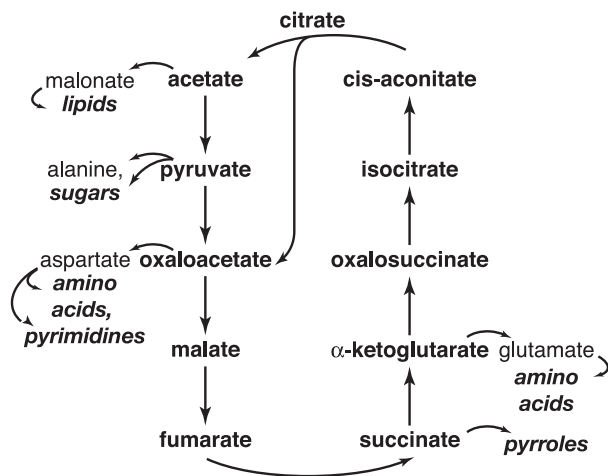 citrate
malonate
lipids
acetate
cis-aconitate
alanine,
sugars
pyruvate
isocitrate
aspartate
amino
acids,
pyrimidines
oxaloacetate
oxalosuccinate
malate
α-ketoglutarate
glutamate
amino
acids
fumarate
succinate
pyrroles